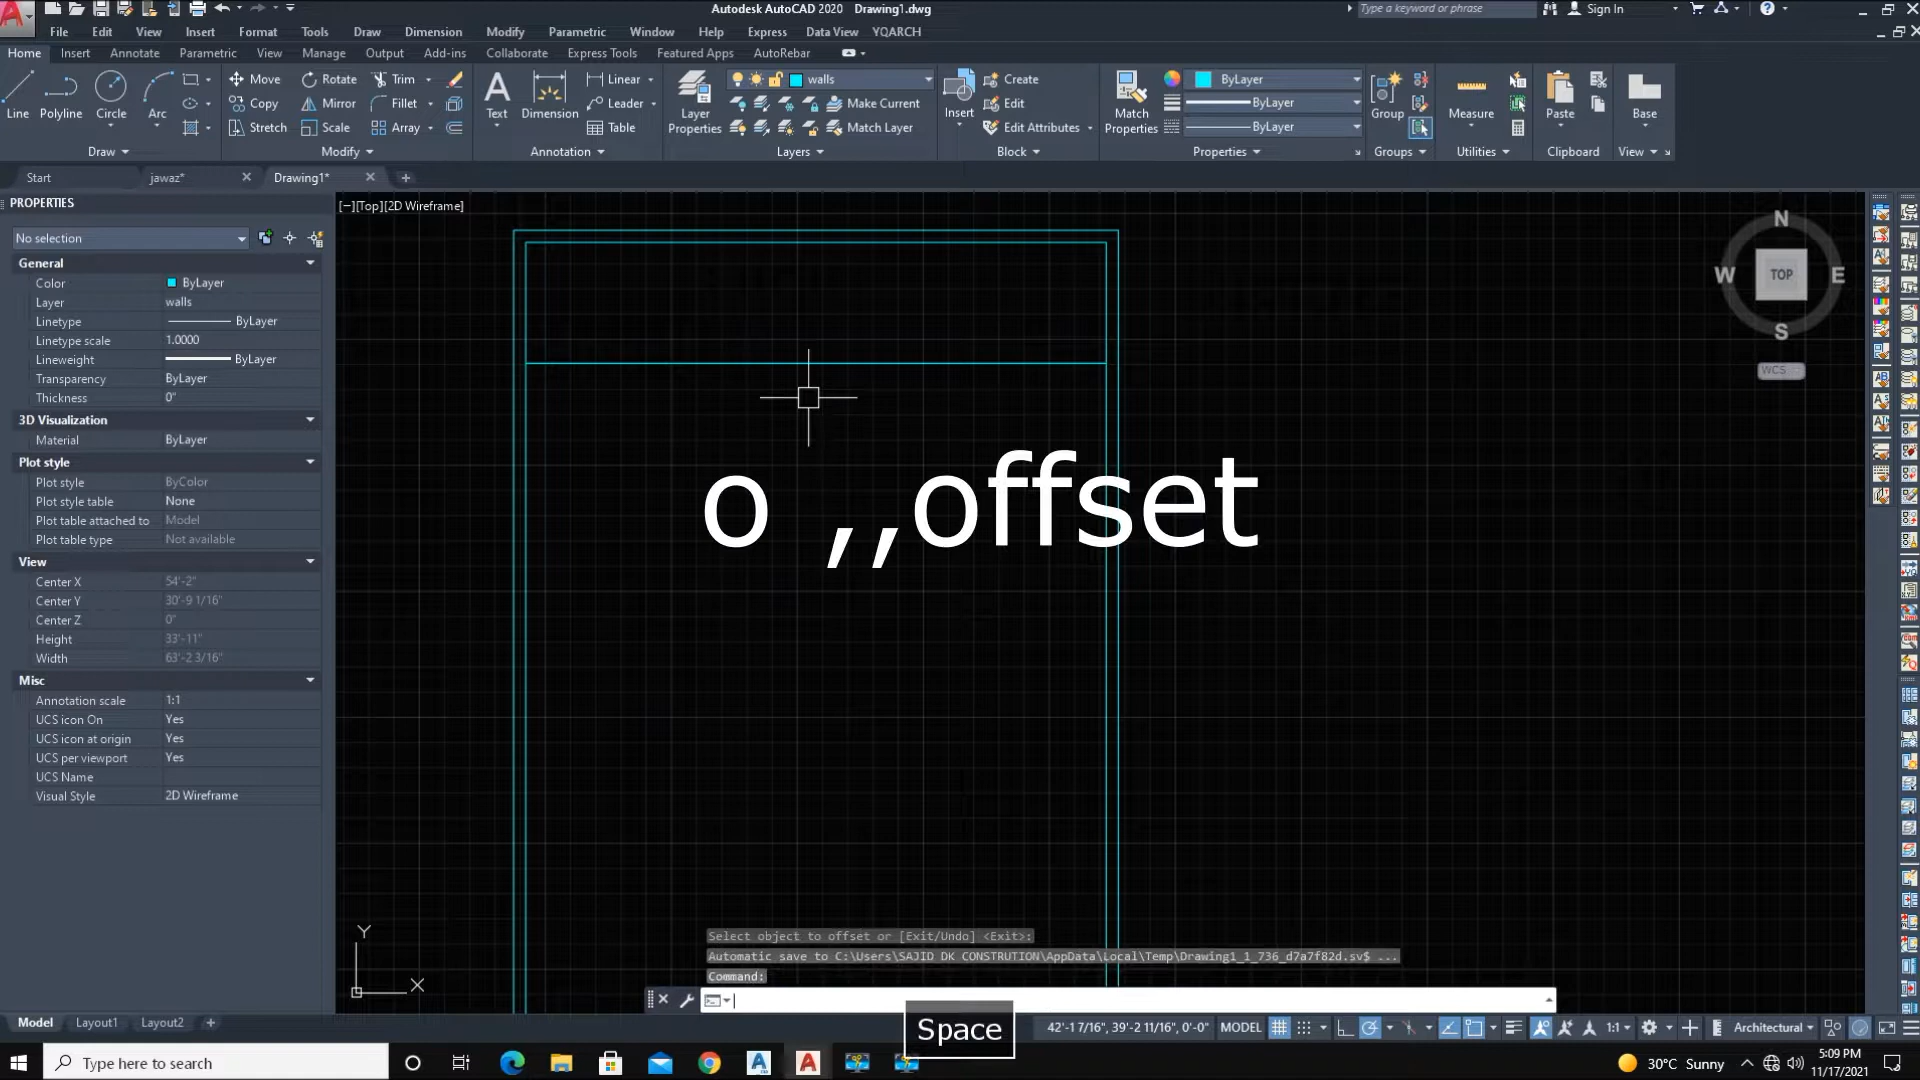 Autodesk AutoCAD 2020 Drawing1.dwg
Type a keyword or phrase
Sign In
File Edit View Insert Format Tools Draw Dimension Modify Parametric Window Help Express Data View YQARCH
Home Insert Annotate Parametric View Manage Output Add-ins Collaborate Express Tools Featured Apps AutoRebar
Line Polyline Circle Arc
Move Rotate Trim
Copy Mirror Fillet
Stretch Scale Array
Text Dimension
Linear
Leader
Table
Layer Properties
walls
Make Current
Match Layer
Insert
Create
Edit
Edit Attributes
Match Properties
ByLayer
ByLayer
ByLayer
Group
Measure
Paste
Base
Draw Modify Annotation Layers Block Properties Groups Utilities Clipboard View
Start jawaz* Drawing1*
PROPERTIES
No selection
General
Color ByLayer
Layer walls
Linetype ByLayer
Linetype scale 1.0000
Lineweight ByLayer
Transparency ByLayer
Thickness 0"
3D Visualization
Material ByLayer
Plot style
Plot style ByColor
Plot style table None
Plot table attached to Model
Plot table type Not available
View
Center X 54'-2"
Center Y 30'-9 1/16"
Center Z 0"
Height 33'-11"
Width 63'-2 3/16"
Misc
Annotation scale 1:1
UCS icon On Yes
UCS icon at origin Yes
UCS per viewport Yes
UCS Name
Visual Style 2D Wireframe
[−][Top][2D Wireframe]
N
W TOP E
S
WCS
o ,,offset
Y
X
Select object to offset or [Exit/Undo] <Exit>:
Automatic save to C:\Users\SAJID DK CONSTRUTION\AppData\Local\Temp\Drawing1_1_736_d7a7f82d.sv$ ...
Command:
Space
Model Layout1 Layout2
42'-1 7/16", 39'-2 11/16", 0'-0" MODEL 1:1 Architectural
Type here to search
30°C Sunny
5:09 PM
11/17/2021